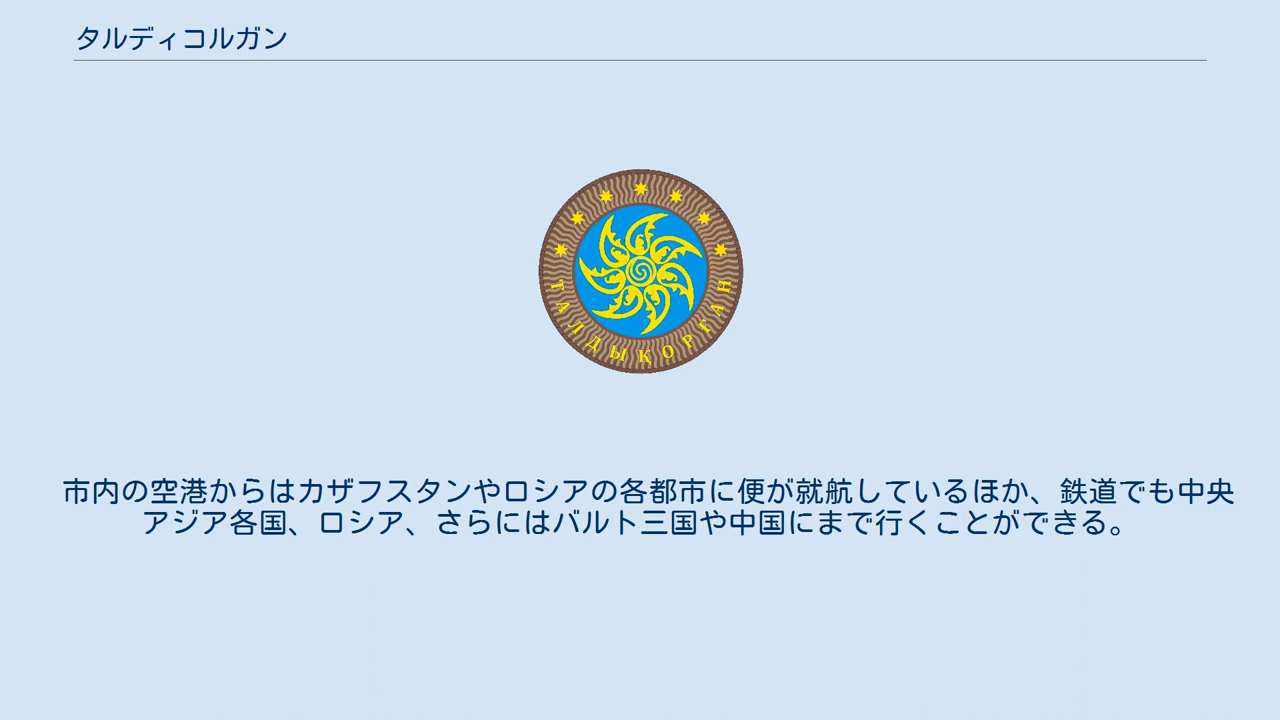 タルディコルガン
ТАЛДЫҚОРҒАН
市内の空港からはカザフスタンやロシアの各都市に便が就航しているほか、鉄道でも中央
アジア各国、ロシア、さらにはバルト三国や中国にまで行くことができる。